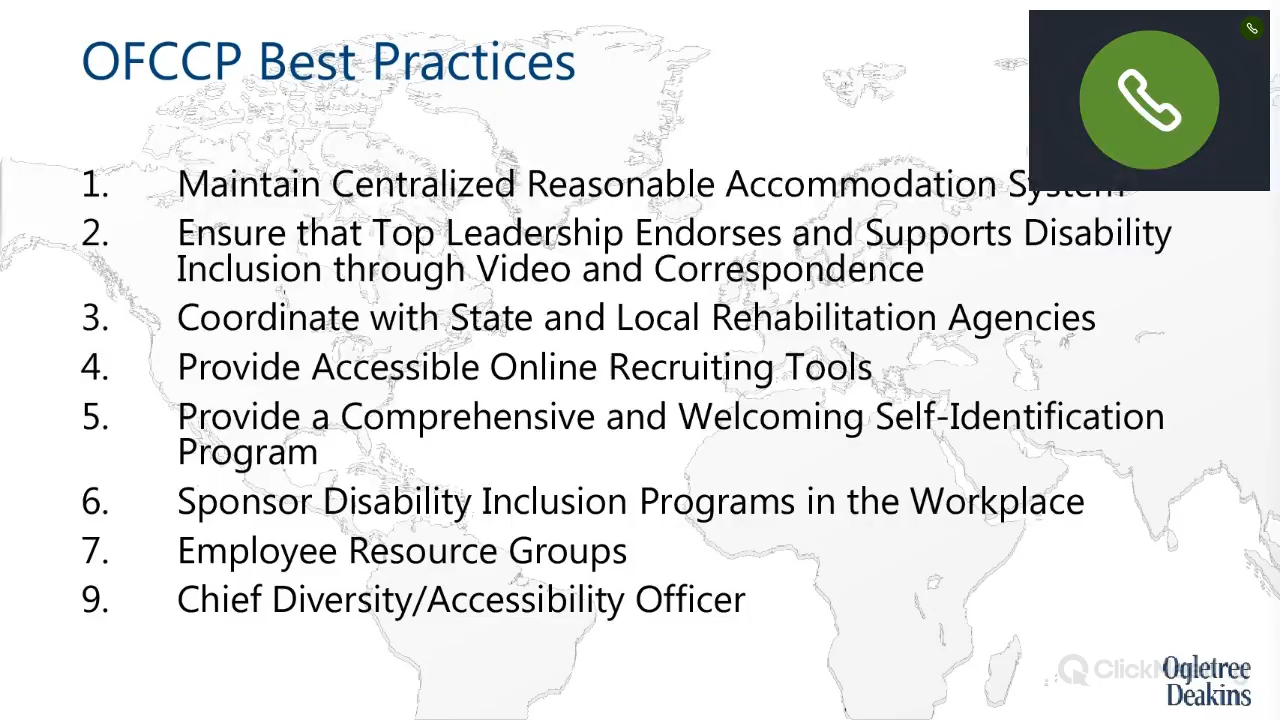 OFCCP Best Practices
1. Maintain Centralized Reasonable Accommodation System
2. Ensure that Top Leadership Endorses and Supports Disability
Inclusion through Video and Correspondence
3. Coordinate with State and Local Rehabilitation Agencies
4. Provide Accessible Online Recruiting Tools
5. Provide a Comprehensive and Welcoming Self-Identification
Program
6. Sponsor Disability Inclusion Programs in the Workplace
7. Employee Resource Groups
9. Chief Diversity/Accessibility Officer
Ogletree
Deakins